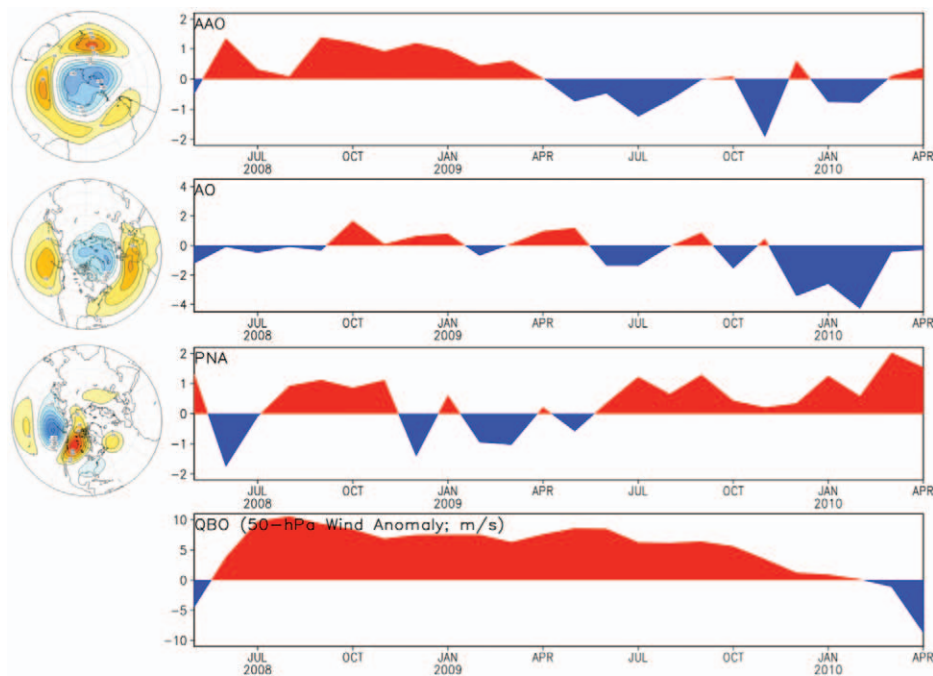 AAO
2
1
0
-1
-2
JUL
2008
OCT
JAN
2009
APR
JUL
OCT
JAN
2010
APR
AO
4
2
0
-2
-4
JUL
2008
OCT
JAN
2009
APR
JUL
OCT
JAN
2010
APR
PNA
2
1
0
-1
-2
JUL
2008
OCT
JAN
2009
APR
JUL
OCT
JAN
2010
APR
QBO (50-hPa Wind Anomaly; m/s)
10
5
0
-5
-10
JUL
2008
OCT
JAN
2009
APR
JUL
OCT
JAN
2010
APR